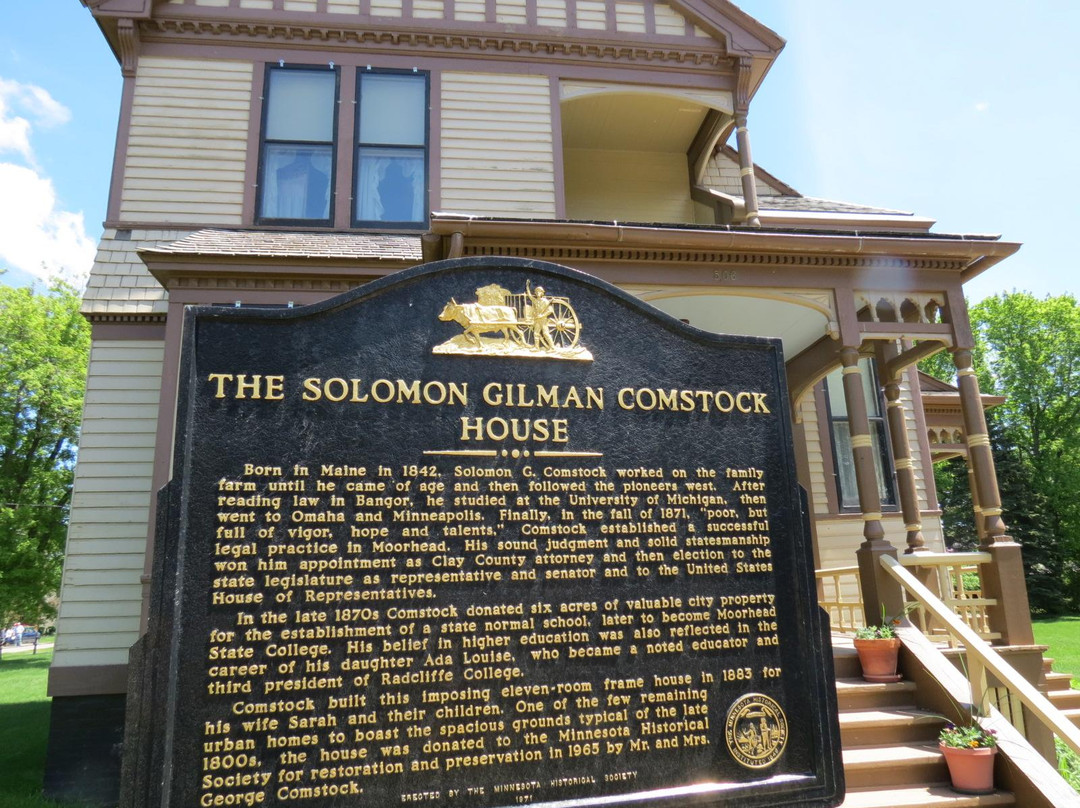 308
THE SOLOMON GILMAN COMSTOCK
HOUSE
Born in Maine in 1842, Solomon G. Comstock worked on the family
farm until he came of age and then followed the pioneers west. After
reading law in Bangor, he studied at the University of Michigan, then
went to Omaha and Minneapolis. Finally, in the fall of 1871, "poor, but
full of vigor, hope and talents," Comstock established a successful
legal practice in Moorhead. His sound judgment and solid statesmanship
won him appointment as Clay County attorney and then election to the
state legislature as representative and senator and to the United States
House of Representatives.
In the late 1870s Comstock donated six acres of valuable city property
for the establishment of a state normal school, later to become Moorhead
State College. His belief in higher education was also reflected in the
career of his daughter Ada Louise, who became a noted educator and
third president of Radcliffe College.
Comstock built this imposing eleven-room frame house in 1883 for
his wife Sarah and their children. One of the few remaining
urban homes to boast the spacious grounds typical of the late
1800s, the house was donated to the Minnesota Historical
Society for restoration and preservation in 1965 by Mr. and Mrs.
George Comstock.
ERECTED BY THE MINNESOTA HISTORICAL SOCIETY
1971